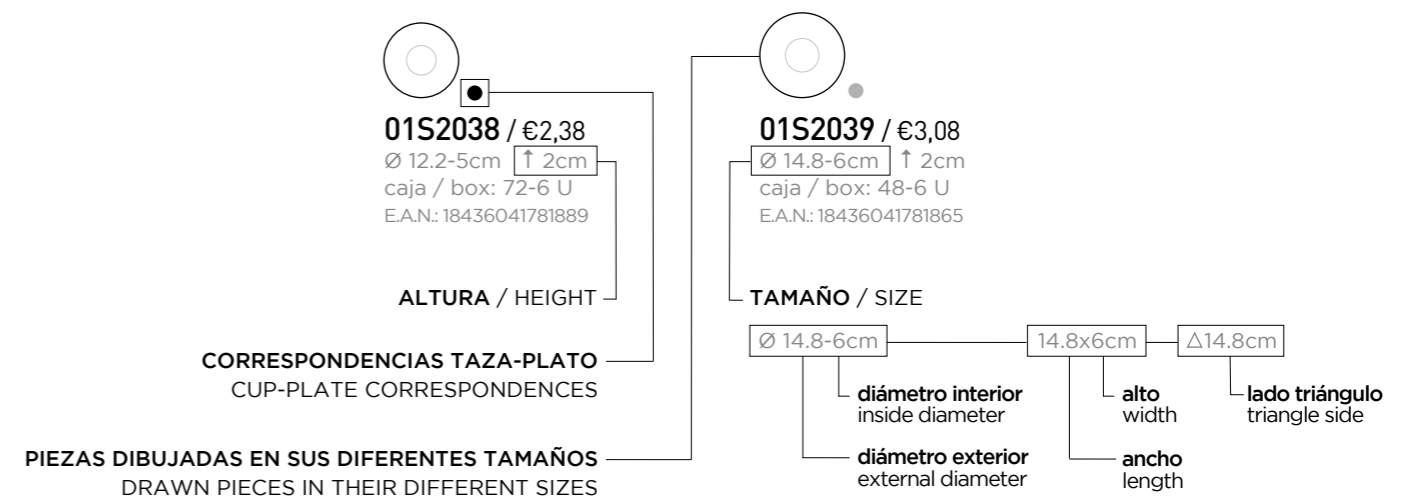 01S2038 / €2,38
Ø 12.2-5cm ↑ 2cm
caja / box: 72-6 U
E.A.N.: 18436041781889
01S2039 / €3,08
Ø 14.8-6cm ↑ 2cm
caja / box: 48-6 U
E.A.N.: 18436041781865
ALTURA / HEIGHT
TAMAÑO / SIZE
Ø 14.8-6cm
14.8x6cm
△14.8cm
CORRESPONDENCIAS TAZA-PLATO
CUP-PLATE CORRESPONDENCES
diámetro interior
inside diameter
alto
width
lado triángulo
triangle side
PIEZAS DIBUJADAS EN SUS DIFERENTES TAMAÑOS
DRAWN PIECES IN THEIR DIFFERENT SIZES
diámetro exterior
external diameter
ancho
length